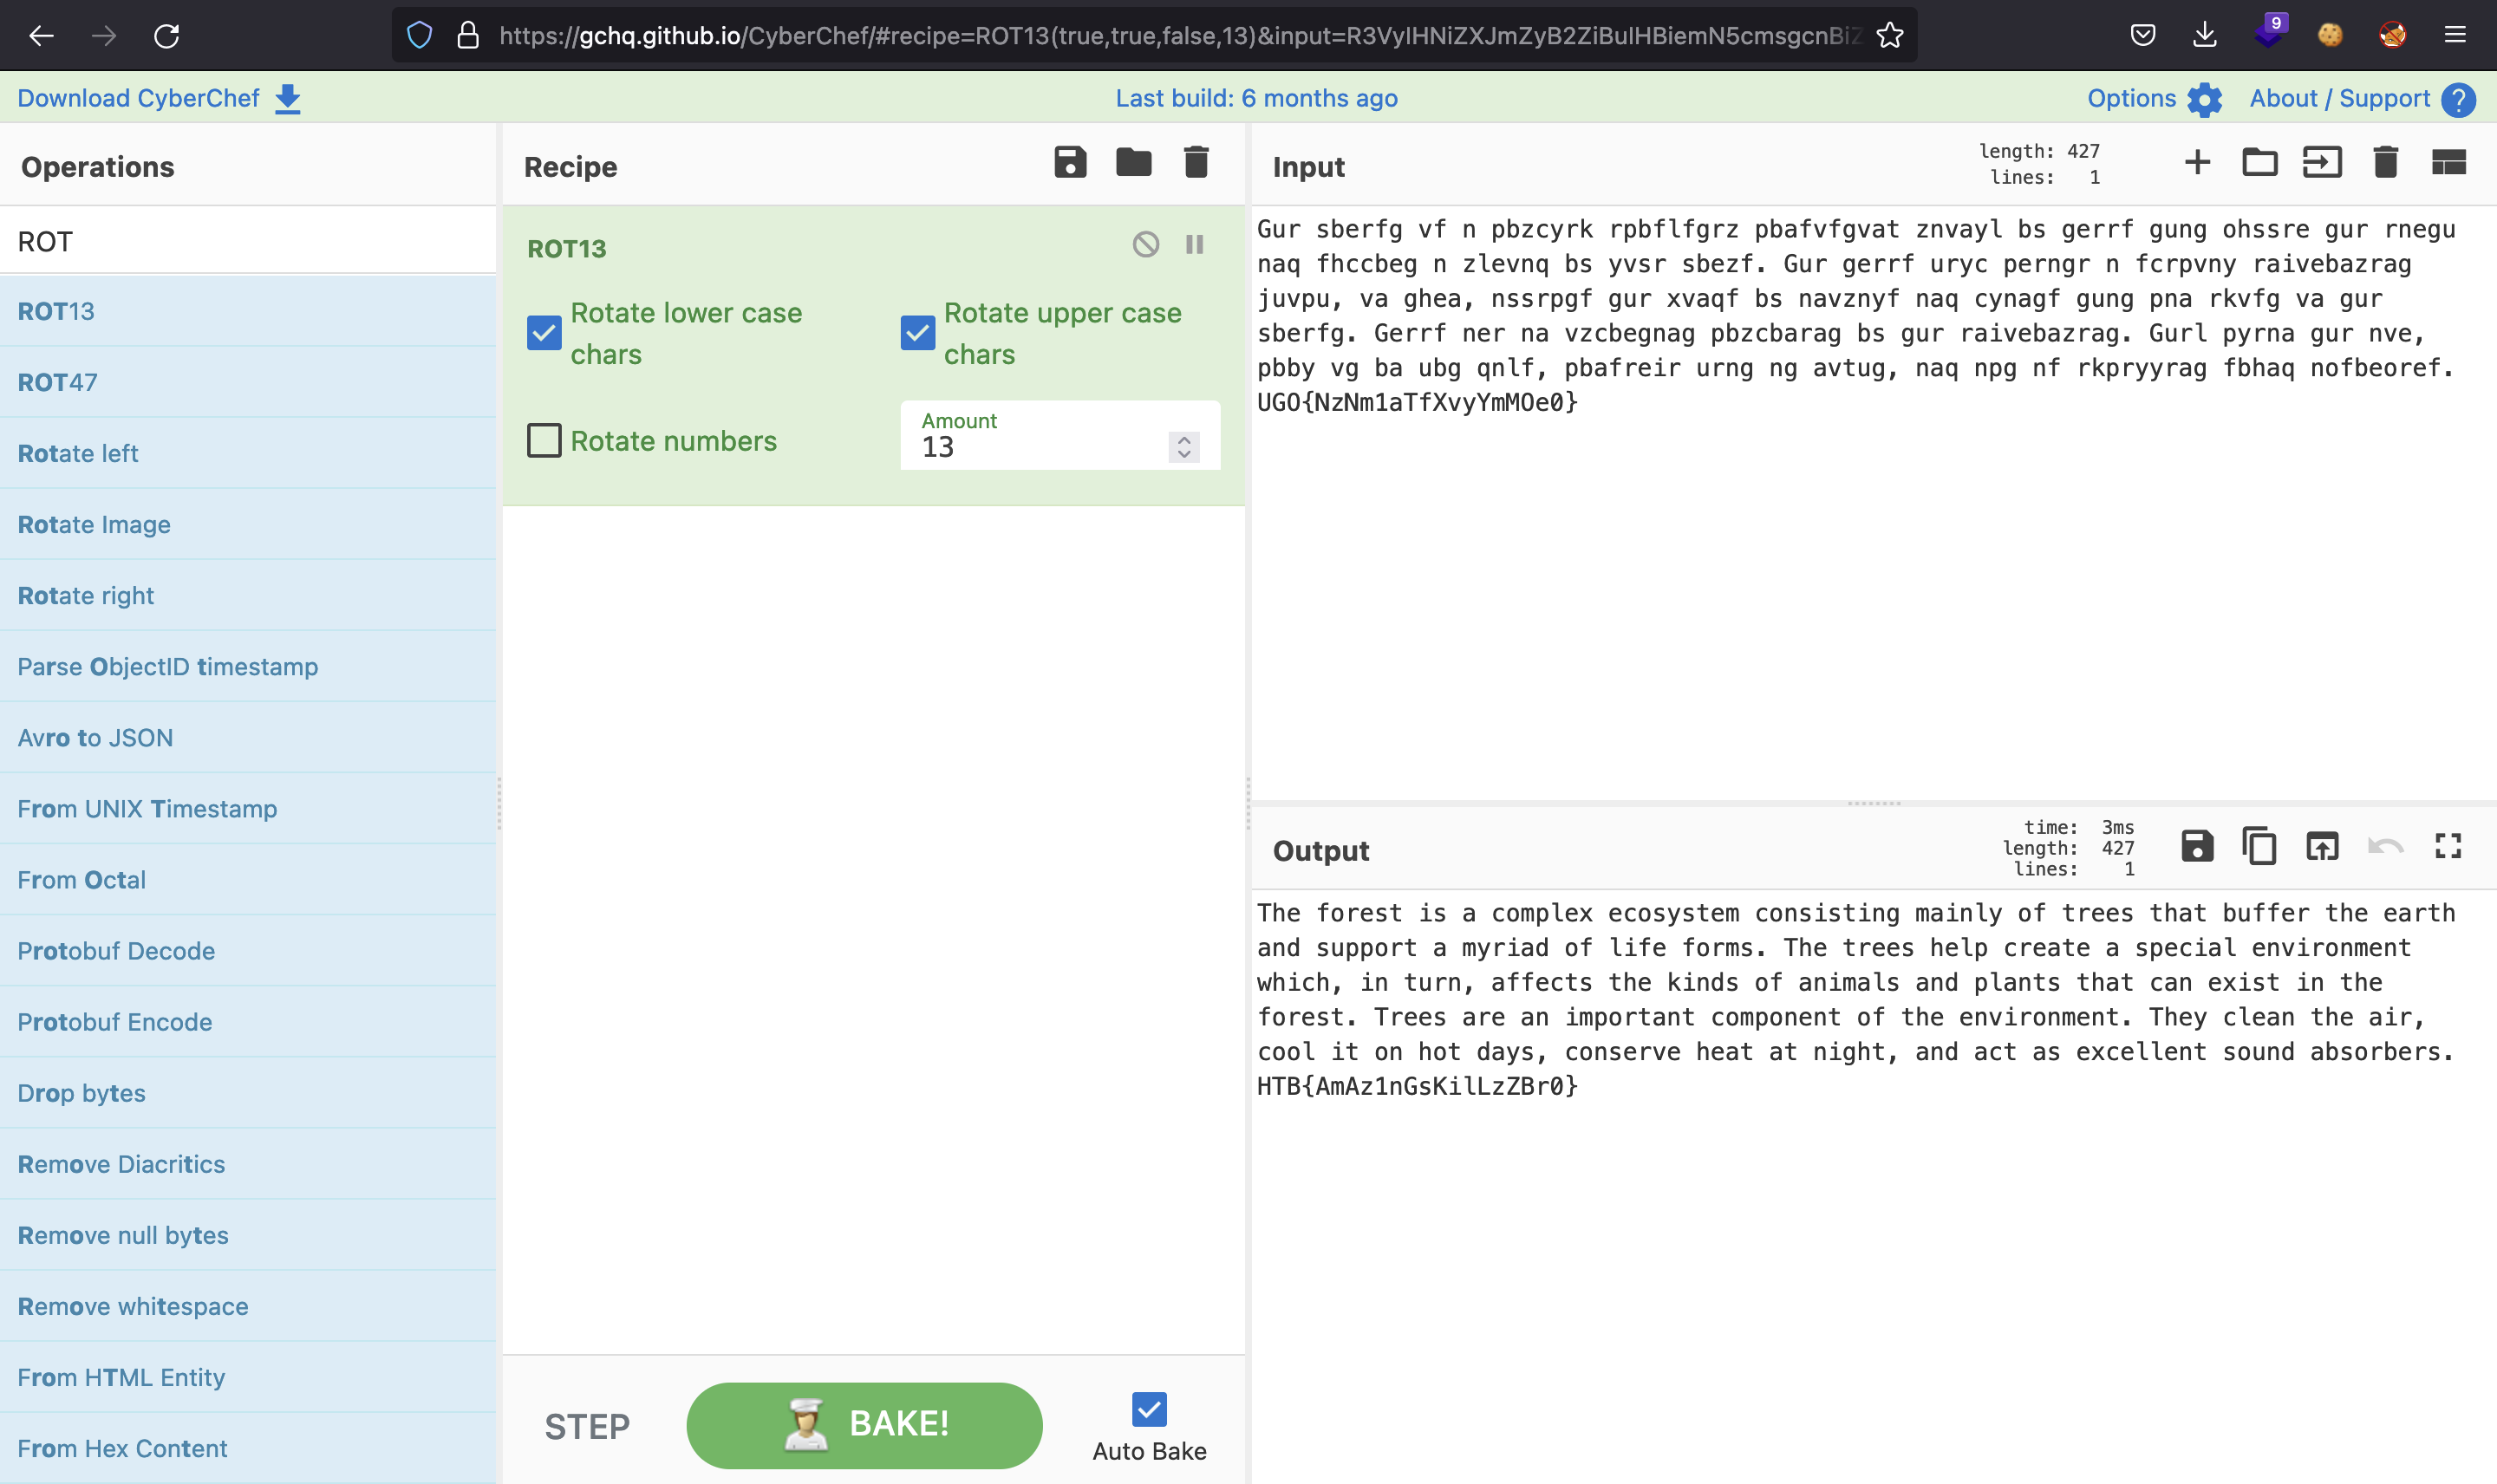 https://gchq.github.io/CyberChef/#recipe=ROT13(true,true,false,13)&input=R3VyIHNiZXJmZyB2ZiBuIHBiemN5cmsgcnBiZ
9
Download CyberChef
Last build: 6 months ago
Options
About / Support
Operations
Recipe
Input
length: 427
lines: 1
ROT
ROT13
ROT47
Rotate left
Rotate Image
Rotate right
Parse ObjectID timestamp
Avro to JSON
From UNIX Timestamp
From Octal
Protobuf Decode
Protobuf Encode
Drop bytes
Remove Diacritics
Remove null bytes
Remove whitespace
From HTML Entity
From Hex Content
ROT13
Rotate lower case
chars
Rotate upper case
chars
Rotate numbers
Amount
13
STEP
BAKE!
Auto Bake
Gur sberfg vf n pbzcyrk rpbflfgrz pbafvfgvat znvayl bs gerrf gung ohssre gur rnegu
naq fhccbeg n zlevnq bs yvsr sbezf. Gur gerrf uryc perngr n fcrpvny raivebazrag
juvpu, va ghea, nssrpgf gur xvaqf bs navznyf naq cynagf gung pna rkvfg va gur
sberfg. Gerrf ner na vzcbegnag pbzcbarag bs gur raivebazrag. Gurl pyrna gur nve,
pbby vg ba ubg qnlf, pbafreir urng ng avtug, naq npg nf rkpryyrag fbhaq nofbeoref.
UGO{NzNm1aTfXvyYmMOe0}
Output
time: 3ms
length: 427
lines: 1
The forest is a complex ecosystem consisting mainly of trees that buffer the earth
and support a myriad of life forms. The trees help create a special environment
which, in turn, affects the kinds of animals and plants that can exist in the
forest. Trees are an important component of the environment. They clean the air,
cool it on hot days, conserve heat at night, and act as excellent sound absorbers.
HTB{AmAz1nGsKilLzZBr0}